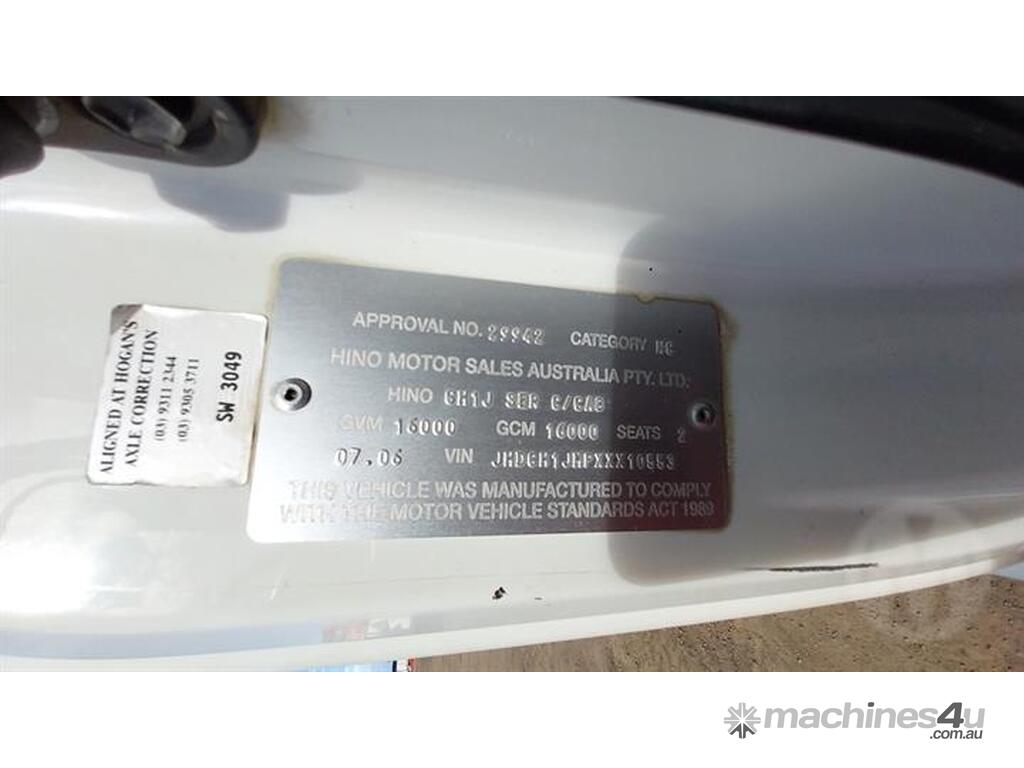 ALIGNED AT HOGAN'S
AXLE CORRECTION
(03) 9311 2344
(03) 9305 3711
SW 3049
APPROVAL NO. 29942 CATEGORY NC
HINO MOTOR SALES AUSTRALIA PTY. LTD.
HINO GH1J SER C/CAB
GVM 16000 GCM 16000 SEATS 2
07.06 VIN JHDGH1JMPXXX10553
THIS VEHICLE WAS MANUFACTURED TO COMPLY
WITH THE MOTOR VEHICLE STANDARDS ACT 1989
machines4u
.com.au